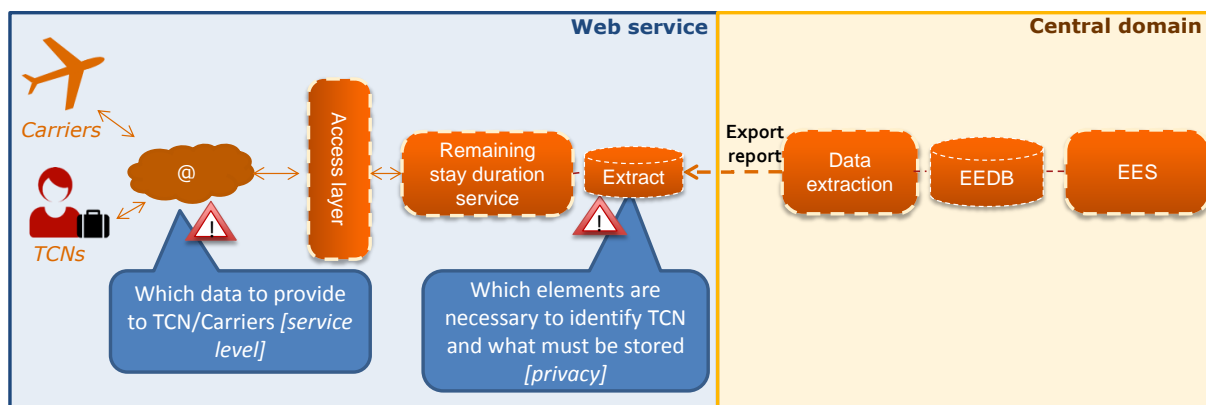 Web service
Central domain
Carriers
TCNs
@
Access layer
Remaining
stay duration
service
Extract
Export
report
Data
extraction
EEDB
EES
!
Which data to provide
to TCN/Carriers [service
level]
!
Which elements are
necessary to identify TCN
and what must be stored
[privacy]